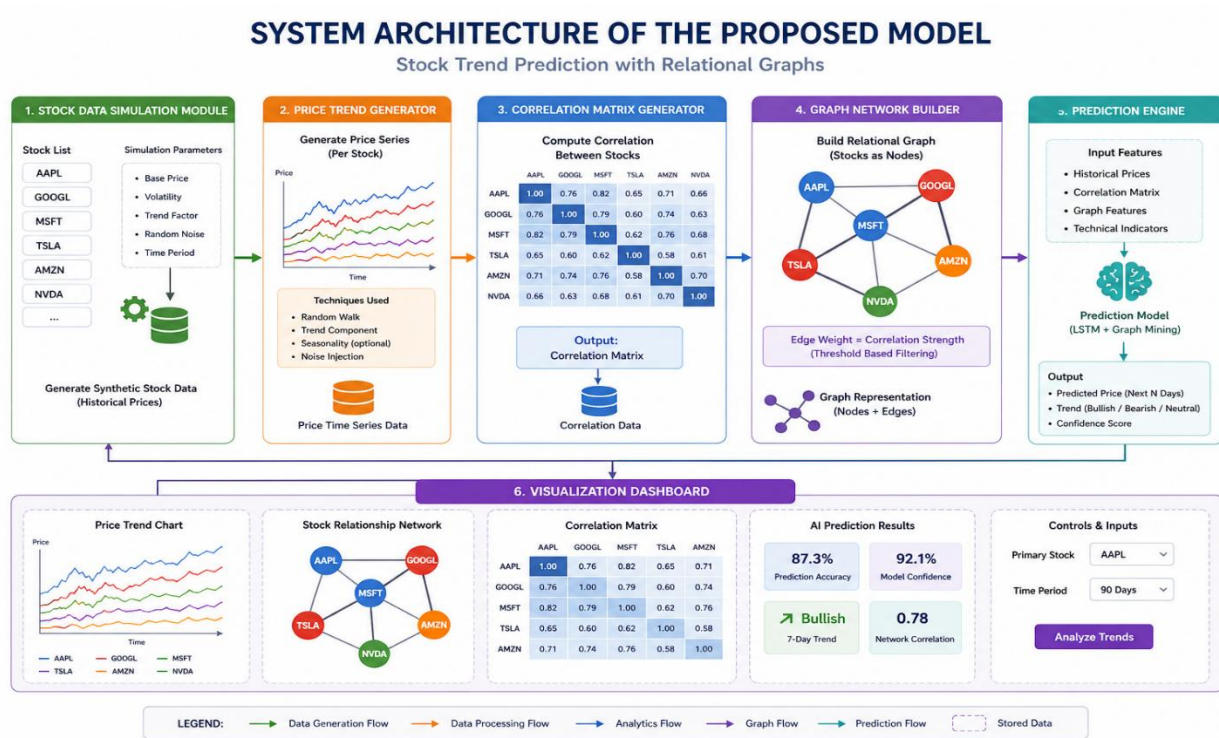 SYSTEM ARCHITECTURE OF THE PROPOSED MODEL
Stock Trend Prediction with Relational Graphs
1. STOCK DATA SIMULATION MODULE
Stock List
AAPL
GOOGL
MSFT
TSLA
AMZN
NVDA
...
Simulation Parameters
• Base Price
• Volatility
• Trend Factor
• Random Noise
• Time Period
Generate Synthetic Stock Data
(Historical Prices)
2. PRICE TREND GENERATOR
Generate Price Series
(Per Stock)
Price
Time
Techniques Used
• Random Walk
• Trend Component
• Seasonality (optional)
• Noise Injection
Price Time Series Data
3. CORRELATION MATRIX GENERATOR
Compute Correlation
Between Stocks
AAPL GOOGL MSFT TSLA AMZN NVDA
AAPL 1.00 0.76 0.82 0.65 0.71 0.66
GOOGL 0.76 1.00 0.79 0.60 0.74 0.63
MSFT 0.82 0.79 1.00 0.62 0.76 0.68
TSLA 0.65 0.60 0.62 1.00 0.58 0.61
AMZN 0.71 0.74 0.76 0.58 1.00 0.70
NVDA 0.66 0.63 0.68 0.61 0.70 1.00
Output:
Correlation Matrix
Correlation Data
4. GRAPH NETWORK BUILDER
Build Relational Graph
(Stocks as Nodes)
AAPL
GOOGL
MSFT
TSLA
AMZN
NVDA
Edge Weight = Correlation Strength
(Threshold Based Filtering)
Graph Representation
(Nodes + Edges)
5. PREDICTION ENGINE
Input Features
• Historical Prices
• Correlation Matrix
• Graph Features
• Technical Indicators
Prediction Model
(LSTM + Graph Mining)
Output
• Predicted Price (Next N Days)
• Trend (Bullish / Bearish / Neutral)
• Confidence Score
6. VISUALIZATION DASHBOARD
Price Trend Chart
Price
Time
AAPL GOOGL MSFT
TSLA AMZN NVDA
Stock Relationship Network
AAPL
GOOGL
MSFT
TSLA
AMZN
NVDA
Correlation Matrix
AAPL GOOGL MSFT TSLA AMZN
AAPL 1.00 0.76 0.82 0.65 0.71
GOOGL 0.76 1.00 0.79 0.60 0.74
MSFT 0.82 0.79 1.00 0.62 0.76
TSLA 0.65 0.60 0.62 1.00 0.58
AMZN 0.71 0.74 0.76 0.58 1.00
AI Prediction Results
87.3%
Prediction Accuracy
92.1%
Model Confidence
Bullish
7-Day Trend
0.78
Network Correlation
Controls & Inputs
Primary Stock AAPL
Time Period 90 Days
Analyze Trends
LEGEND: Data Generation Flow Data Processing Flow Analytics Flow Graph Flow Prediction Flow Stored Data